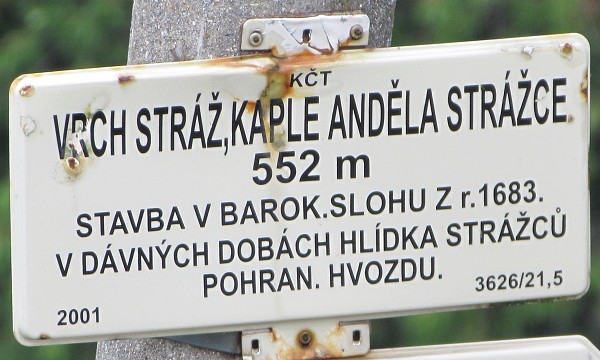 KČT
VRCH STRÁŽ,KAPLE ANDĚLA STRÁŽCE
552 m
STAVBA V BAROK.SLOHU Z r.1683.
V DÁVNÝCH DOBÁCH HLÍDKA STRÁŽCŮ
POHRAN. HVOZDU.
2001 3626/21,5